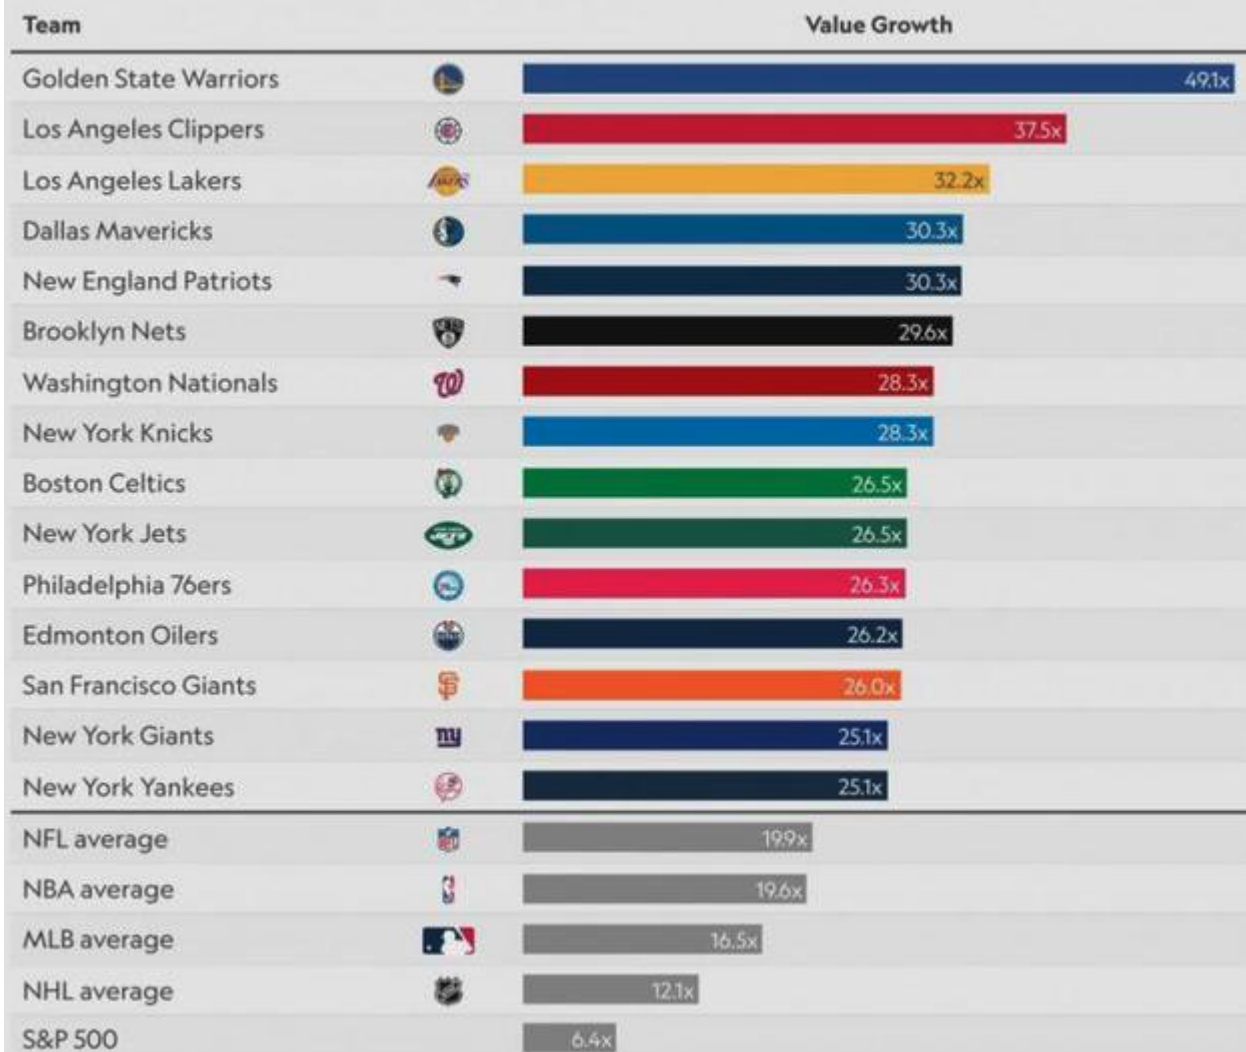 Team Value Growth
Golden State Warriors 49.1x
Los Angeles Clippers 37.5x
Los Angeles Lakers 32.2x
Dallas Mavericks 30.3x
New England Patriots 30.3x
Brooklyn Nets 29.6x
Washington Nationals 28.3x
New York Knicks 28.3x
Boston Celtics 26.5x
New York Jets 26.5x
Philadelphia 76ers 26.3x
Edmonton Oilers 26.2x
San Francisco Giants 26.0x
New York Giants 25.1x
New York Yankees 25.1x
NFL average 19.9x
NBA average 19.6x
MLB average 16.5x
NHL average 12.1x
S&P 500 6.4x